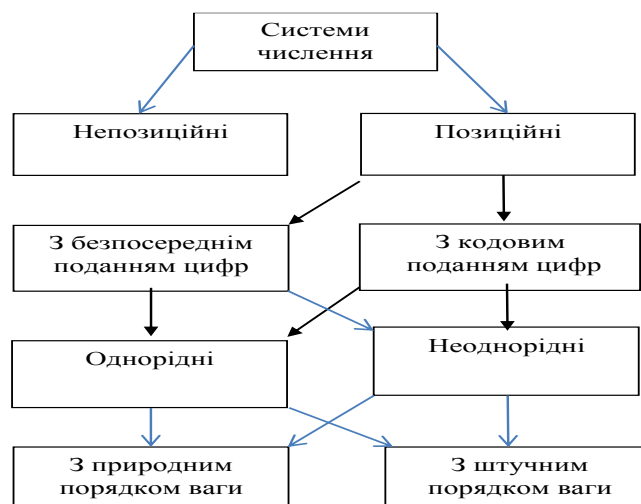 Системи
числення
Непозиційні
Позиційні
З безпосереднім
поданням цифр
З кодовим
поданням цифр
Однорідні
Неоднорідні
З природним
порядком ваги
З штучним
порядком ваги